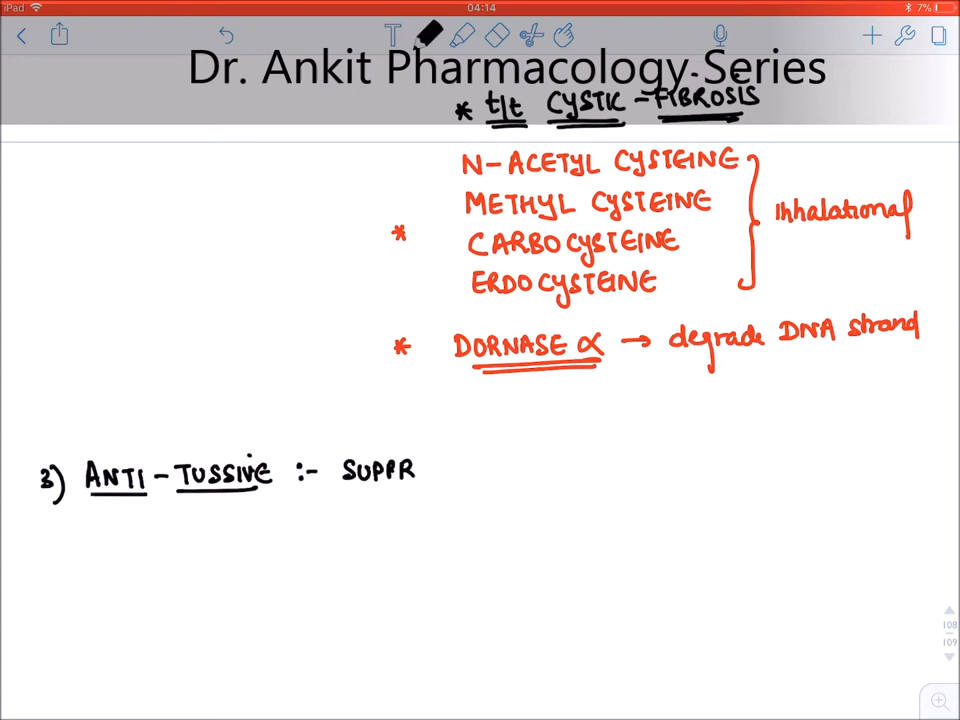 iPad 04:14 7%
T
Dr. Ankit Pharmacology Series
* t/t CYSTIC - FIBROSIS
N-ACETYL CYSTEINE
METHYL CYSTEINE
* CARBOCYSTEINE
ERDOCYSTEINE
Inhalational
* DORNASE α → degrade DNA strand
3) ANTI-TUSSIVE :- SUPPR
108
109